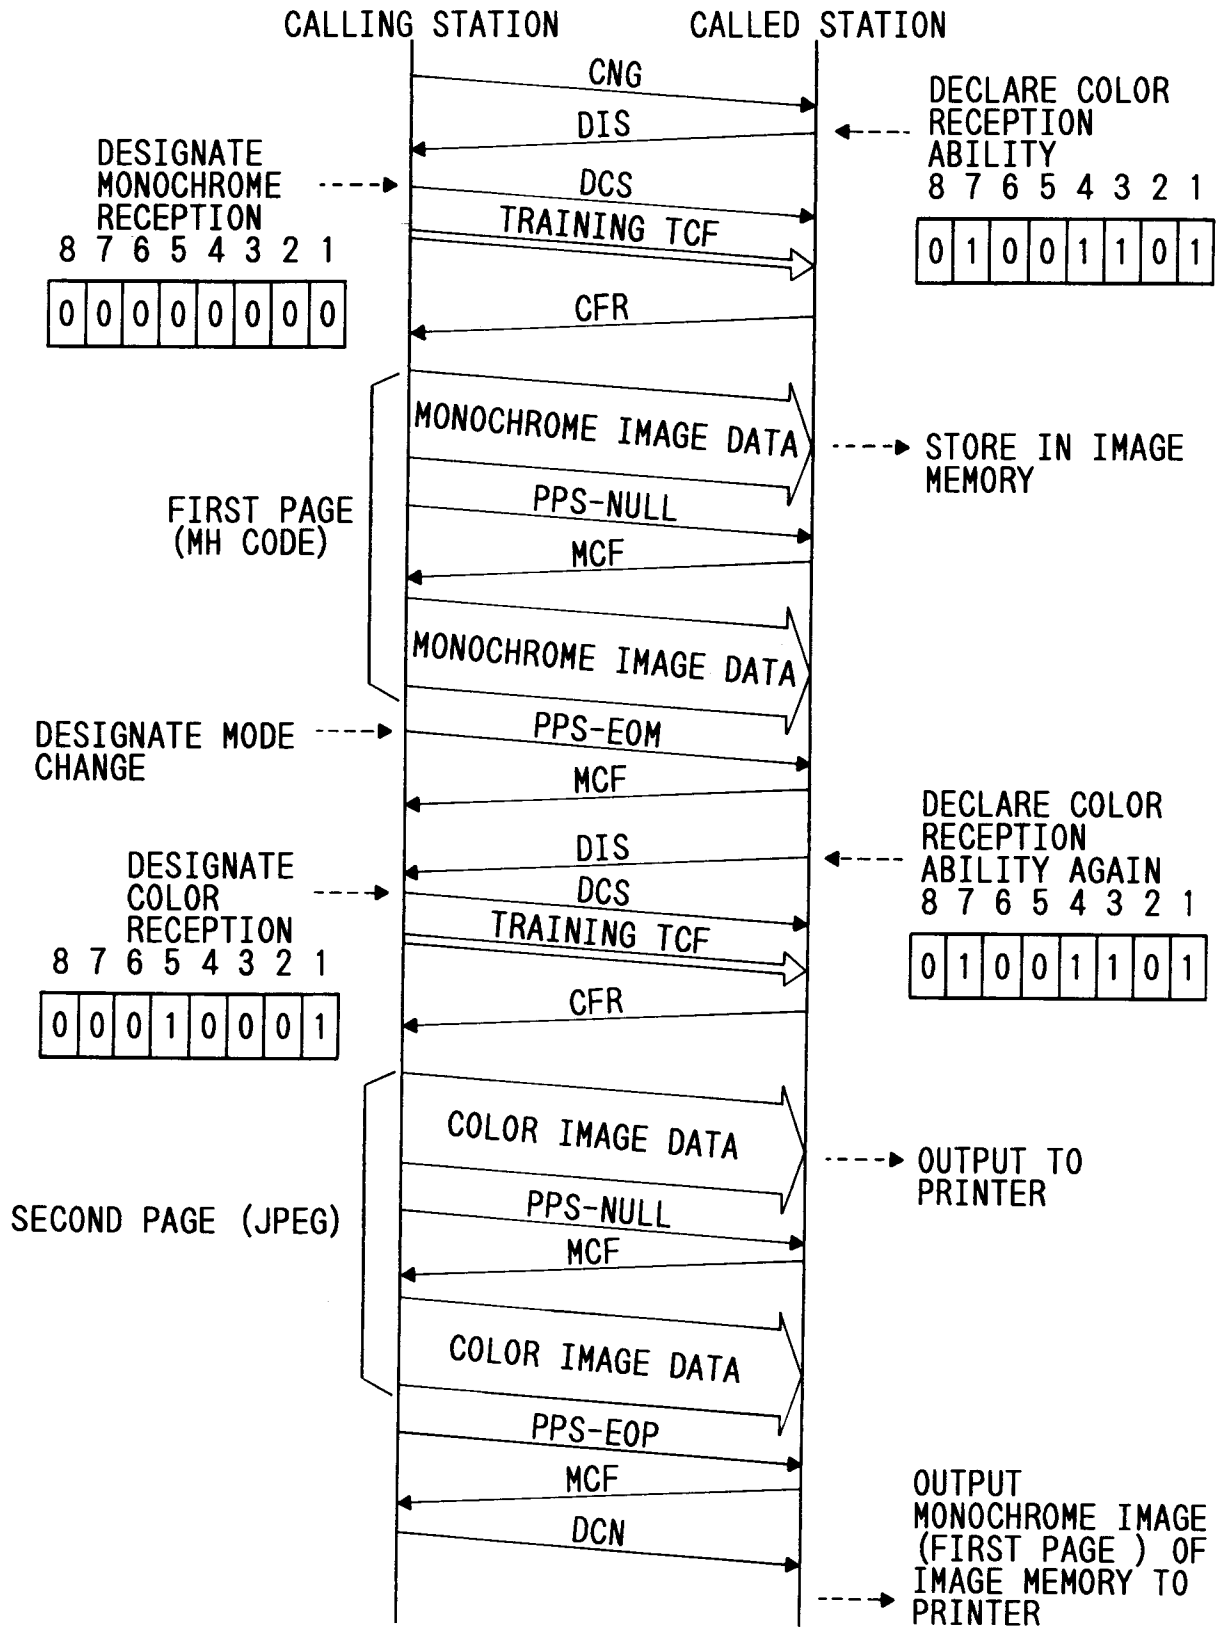 CALLING STATION
CALLED STATION
CNG
DECLARE COLOR
RECEPTION
ABILITY
8 7 6 5 4 3 2 1
0 1 0 0 1 1 0 1
DIS
DESIGNATE
MONOCHROME
RECEPTION
8 7 6 5 4 3 2 1
0 0 0 0 0 0 0 0
DCS
TRAINING TCF
CFR
MONOCHROME IMAGE DATA
STORE IN IMAGE
MEMORY
FIRST PAGE
(MH CODE)
PPS-NULL
MCF
MONOCHROME IMAGE DATA
DESIGNATE MODE
CHANGE
PPS-EOM
MCF
DECLARE COLOR
RECEPTION
ABILITY AGAIN
8 7 6 5 4 3 2 1
0 1 0 0 1 1 0 1
DIS
DESIGNATE
COLOR
RECEPTION
8 7 6 5 4 3 2 1
0 0 0 1 0 0 0 1
DCS
TRAINING TCF
CFR
COLOR IMAGE DATA
OUTPUT TO
PRINTER
SECOND PAGE (JPEG)
PPS-NULL
MCF
COLOR IMAGE DATA
PPS-EOP
MCF
DCN
OUTPUT
MONOCHROME IMAGE
(FIRST PAGE ) OF
IMAGE MEMORY TO
PRINTER